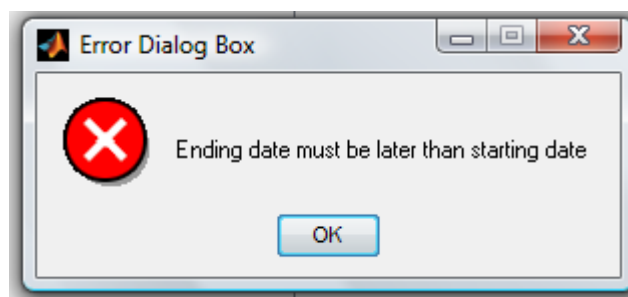 Error Dialog Box
Ending date must be later than starting date
OK